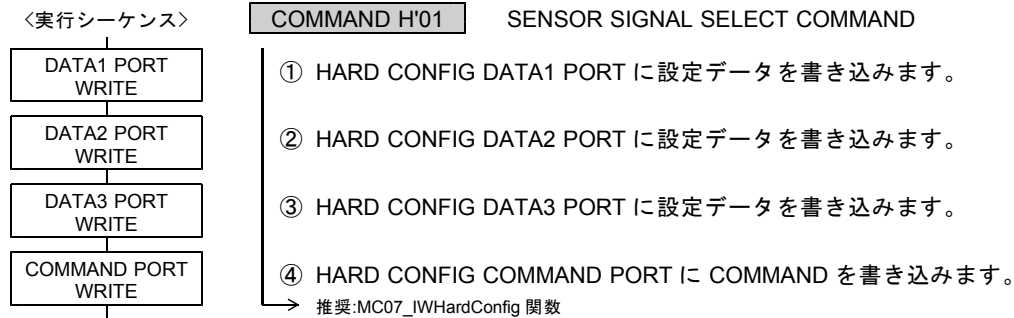 〈実行シーケンス〉
COMMAND H'01 SENSOR SIGNAL SELECT COMMAND
DATA1 PORT
WRITE
① HARD CONFIG DATA1 PORT に設定データを書き込みます。
DATA2 PORT
WRITE
② HARD CONFIG DATA2 PORT に設定データを書き込みます。
DATA3 PORT
WRITE
③ HARD CONFIG DATA3 PORT に設定データを書き込みます。
COMMAND PORT
WRITE
④ HARD CONFIG COMMAND PORT に COMMAND を書き込みます。
推奨:MC07_IWHardConfig 関数